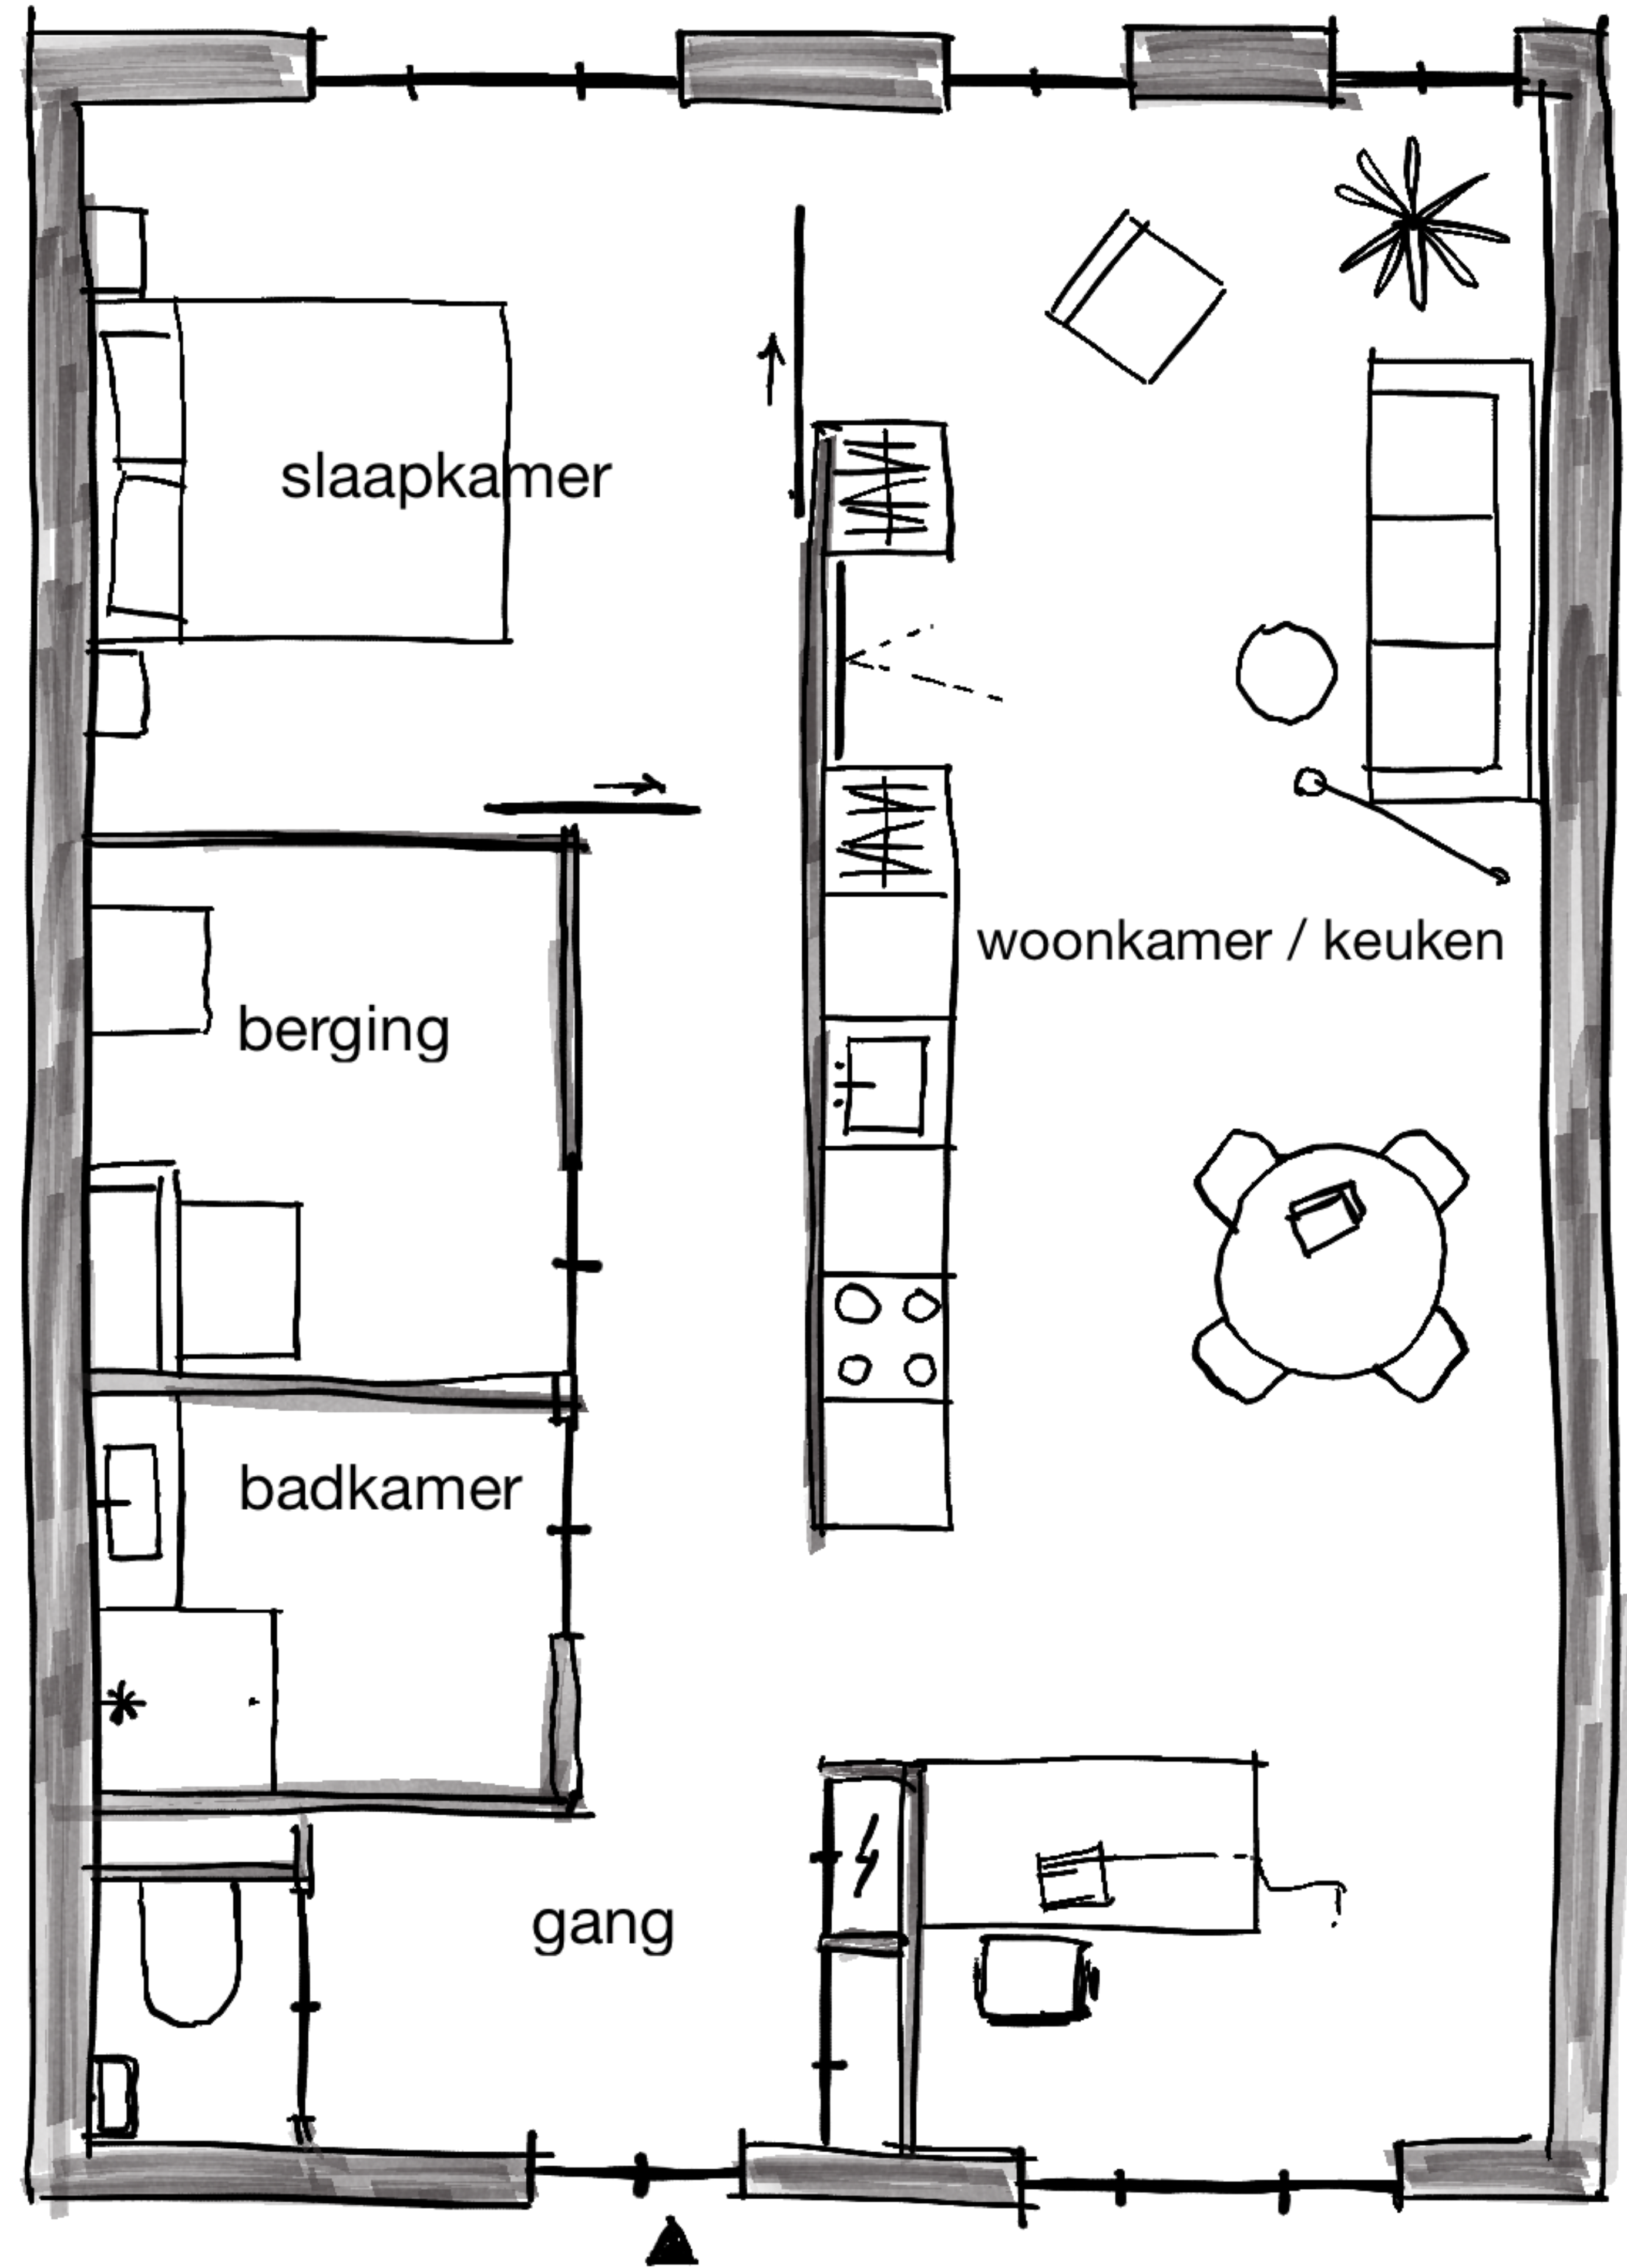 slaapkamer
woonkamer / keuken
berging
badkamer
gang